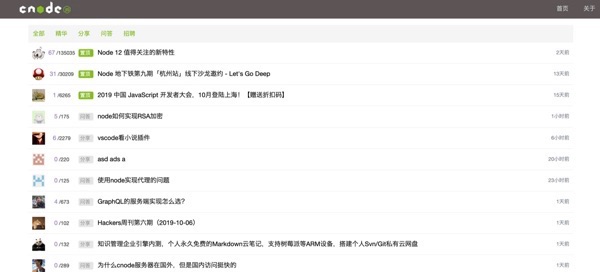 cnode 首页 关于
全部 精华 分享 问答 招聘
67/135035 置顶 Node 12 值得关注的新特性 2天前
31/30209 置顶 Node 地下铁第九期「杭州站」线下沙龙邀约 - Let's Go Deep 13天前
1/6265 置顶 2019 中国 JavaScript 开发者大会，10月登陆上海！【赠送折扣码】 15天前
5/175 问答 node如何实现RSA加密 1小时前
6/2279 分享 vscode看小说插件 6小时前
0/220 分享 asd ads a 20小时前
0/125 问答 使用node实现代理的问题 23小时前
4/673 问答 GraphQL的服务端实现怎么选？ 1天前
0/102 分享 Hackers周刊第六期（2019-10-06） 1天前
0/132 分享 知识管理企业引擎内测，个人永久免费的Markdown云笔记，支持树莓派等ARM设备，搭建个人Svn/Git私有云网盘 1天前
0/289 问答 为什么cnode服务器在国外，但是国内访问挺快的 1天前